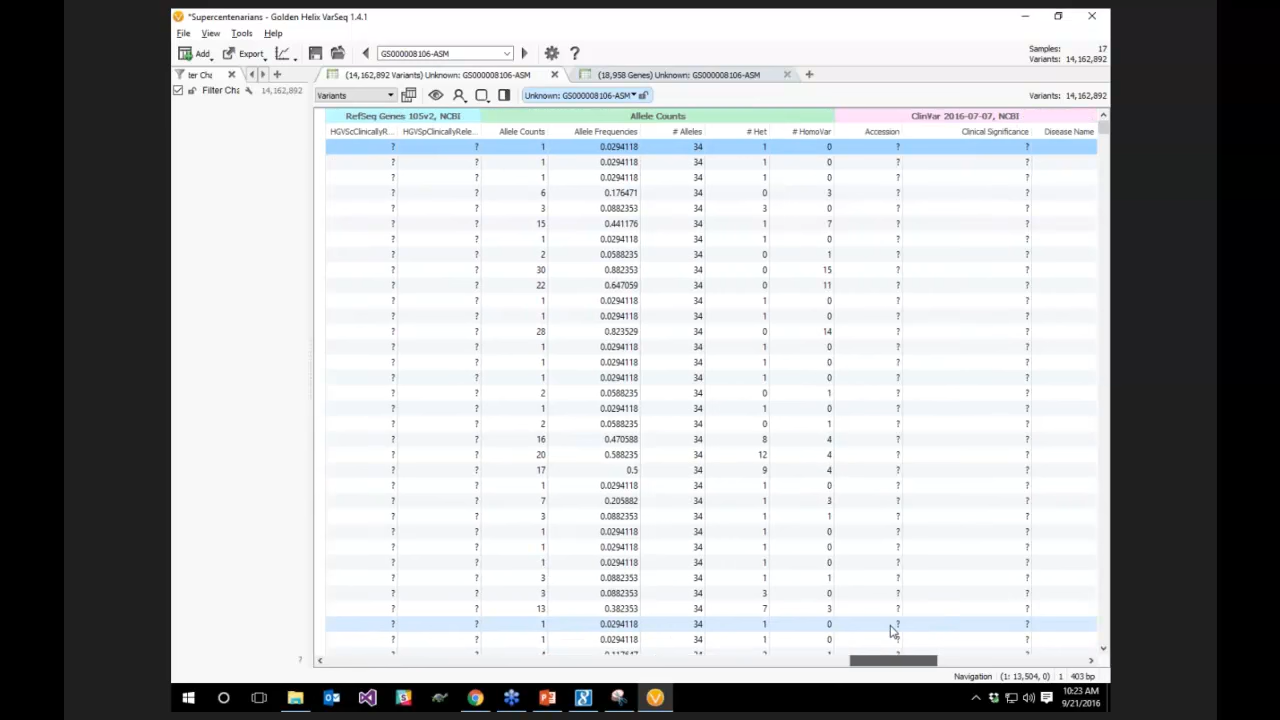 *Supercentenarians - Golden Helix VarSeq 1.4.1
File View Tools Help
Add Export GS000008106-ASM Samples: 17
Variants: 14,162,892
ter Cha (14,162,892 Variants) Unknown: GS000008106-ASM (18,958 Genes) Unknown: GS000008106-ASM
Filter Cha 14,162,892 Variants Unknown: GS000008106-ASM Variants: 14,162,892
RefSeq Genes 105v2, NCBI Allele Counts ClinVar 2016-07-07, NCBI
HGVScClinicallyR... HGVSpClinicallyRele... Allele Counts Allele Frequencies # Alleles # Het # HomoVar Accession Clinical Significance Disease Name
? ? 1 0.0294118 34 1 0 ? ?
? ? 1 0.0294118 34 1 0 ? ?
? ? 1 0.0294118 34 1 0 ? ?
? ? 6 0.176471 34 0 3 ? ?
? ? 3 0.0882353 34 3 0 ? ?
? ? 15 0.441176 34 1 7 ? ?
? ? 1 0.0294118 34 1 0 ? ?
? ? 2 0.0588235 34 0 1 ? ?
? ? 30 0.882353 34 0 15 ? ?
? ? 22 0.647059 34 0 11 ? ?
? ? 1 0.0294118 34 1 0 ? ?
? ? 1 0.0294118 34 1 0 ? ?
? ? 28 0.823529 34 0 14 ? ?
? ? 1 0.0294118 34 1 0 ? ?
? ? 1 0.0294118 34 1 0 ? ?
? ? 1 0.0294118 34 1 0 ? ?
? ? 2 0.0588235 34 0 1 ? ?
? ? 1 0.0294118 34 1 0 ? ?
? ? 2 0.0588235 34 0 1 ? ?
? ? 16 0.470588 34 8 4 ? ?
? ? 20 0.588235 34 12 4 ? ?
? ? 17 0.5 34 9 4 ? ?
? ? 1 0.0294118 34 1 0 ? ?
? ? 7 0.205882 34 1 3 ? ?
? ? 3 0.0882353 34 1 1 ? ?
? ? 1 0.0294118 34 1 0 ? ?
? ? 1 0.0294118 34 1 0 ? ?
? ? 1 0.0294118 34 1 0 ? ?
? ? 3 0.0882353 34 1 1 ? ?
? ? 3 0.0882353 34 3 0 ? ?
? ? 13 0.382353 34 7 3 ? ?
? ? 1 0.0294118 34 1 0 ? ?
? ? 1 0.0294118 34 1 0 ? ?
?
Navigation (1: 13,504, 0) 1 403 bp
10:23 AM
9/21/2016